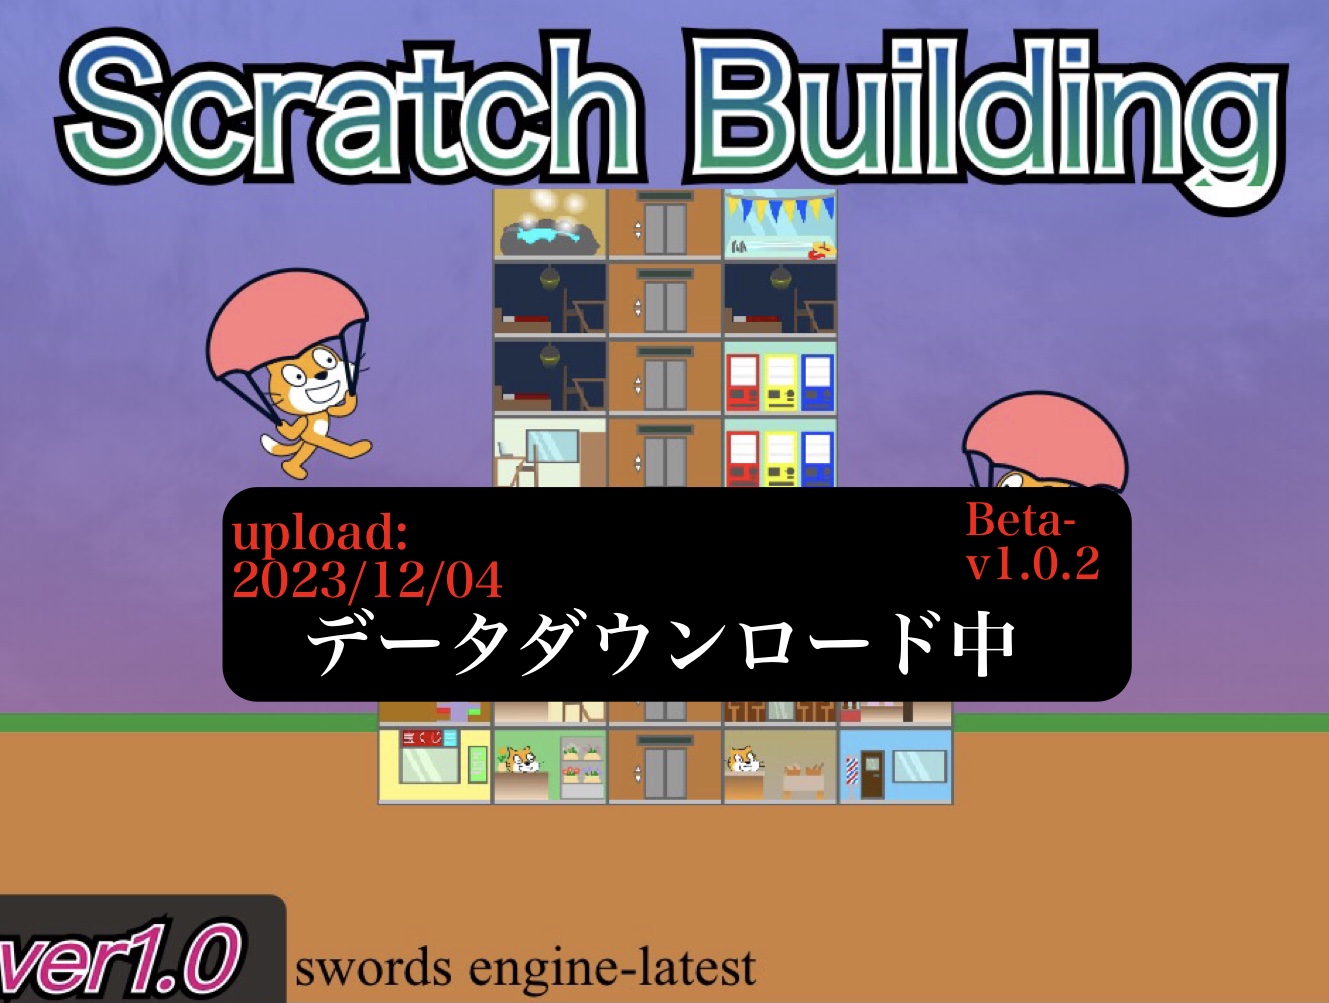 Scratch Building
upload:
2023/12/04
Beta-
v1.0.2
データダウンロード中
ver1.0
swords engine-latest